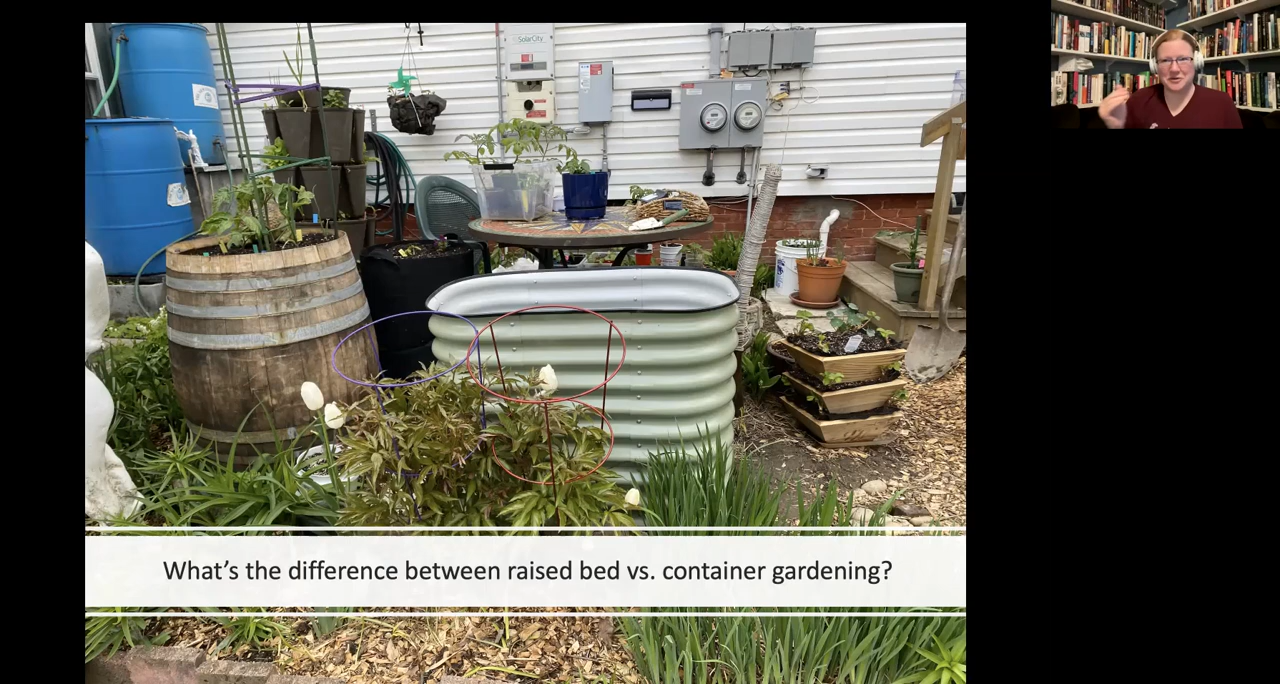 SolarCity
What's the difference between raised bed vs. container gardening?